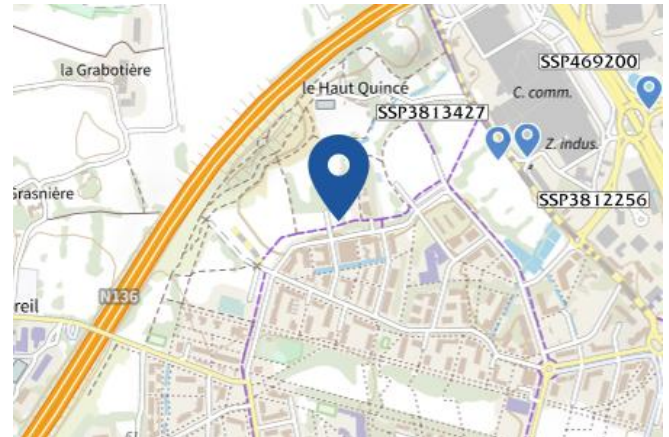 la Grabotière
SSP469200
le Haut Quincé
C. comm.
SSP3813427
Z. indus.
Grasnière
SSP3812256
N136
reil